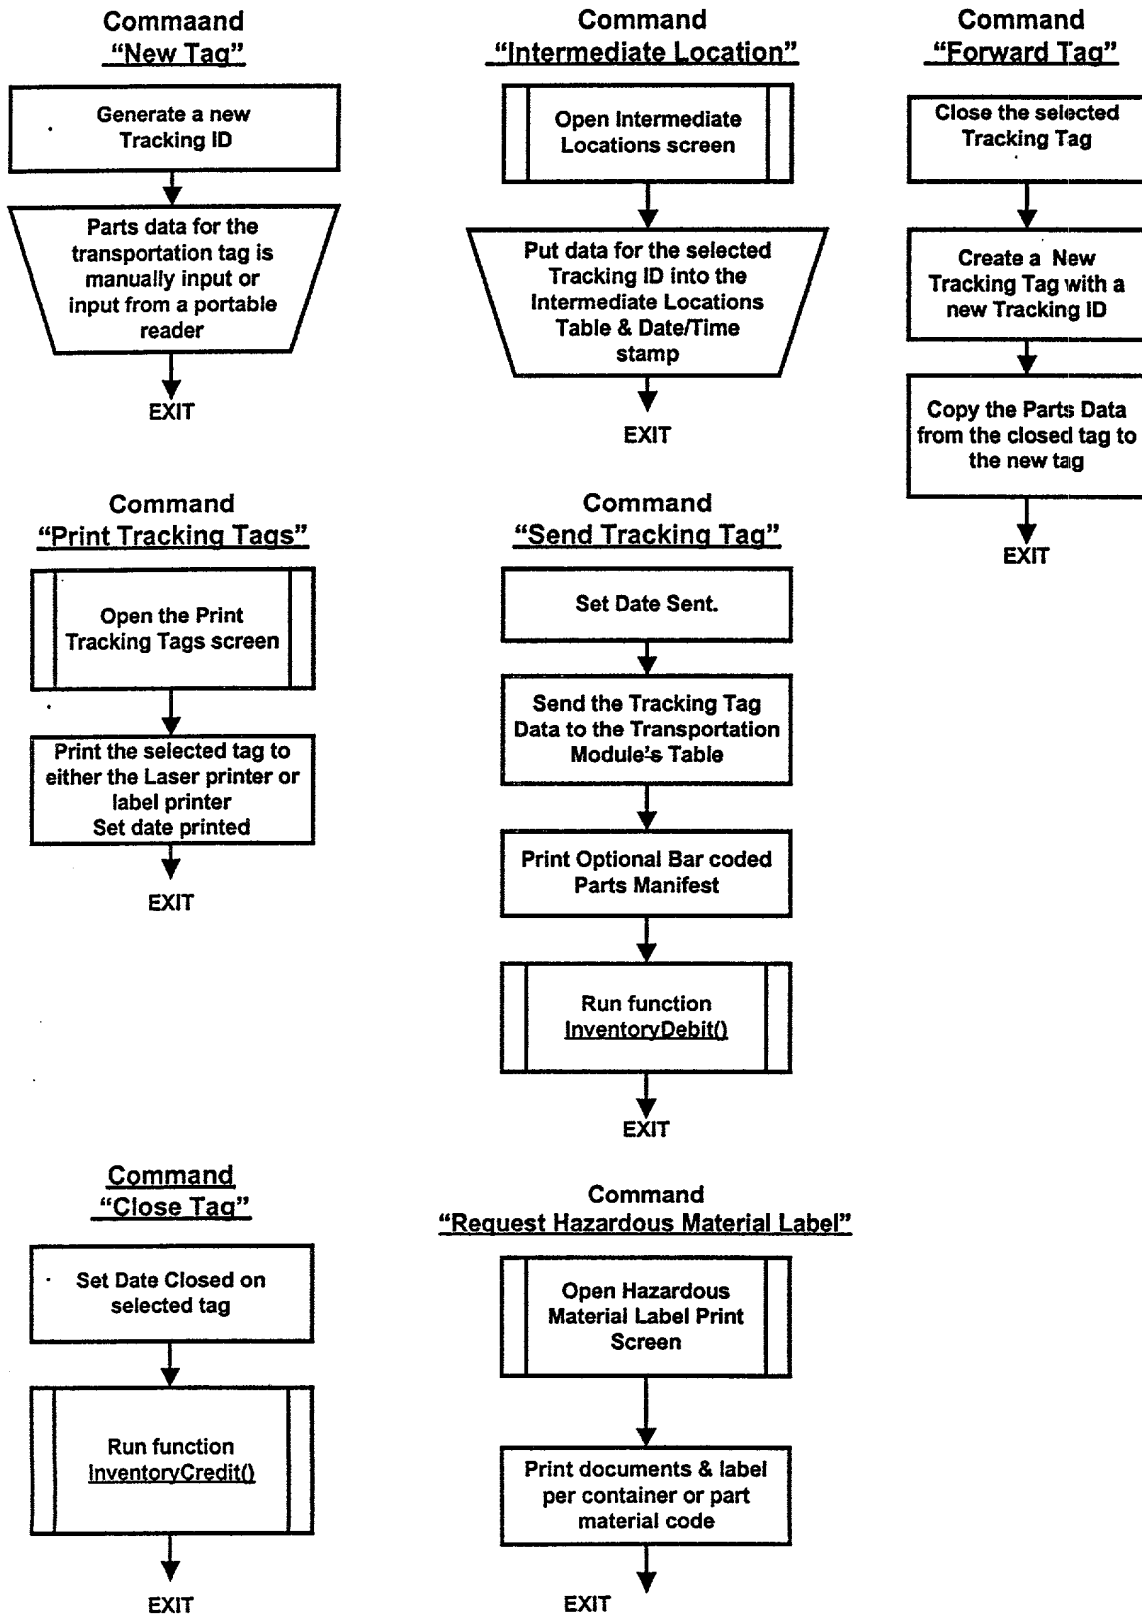 Commaand
“New Tag”
Generate a new
Tracking ID
Parts data for the
transportation tag is
manually input or
input from a portable
reader
EXIT
Command
“Intermediate Location”
Open Intermediate
Locations screen
Put data for the selected
Tracking ID into the
Intermediate Locations
Table & Date/Time
stamp
EXIT
Command
“Forward Tag”
Close the selected
Tracking Tag
Create a New
Tracking Tag with a
new Tracking ID
Copy the Parts Data
from the closed tag to
the new tag
EXIT
Command
“Print Tracking Tags”
Open the Print
Tracking Tags screen
Print the selected tag to
either the Laser printer or
label printer
Set date printed
EXIT
Command
“Send Tracking Tag”
Set Date Sent.
Send the Tracking Tag
Data to the Transportation
Module's Table
Print Optional Bar coded
Parts Manifest
Run function
InventoryDebit()
EXIT
Command
“Close Tag”
Set Date Closed on
selected tag
Run function
InventoryCredit()
EXIT
Command
“Request Hazardous Material Label”
Open Hazardous
Material Label Print
Screen
Print documents & label
per container or part
material code
EXIT